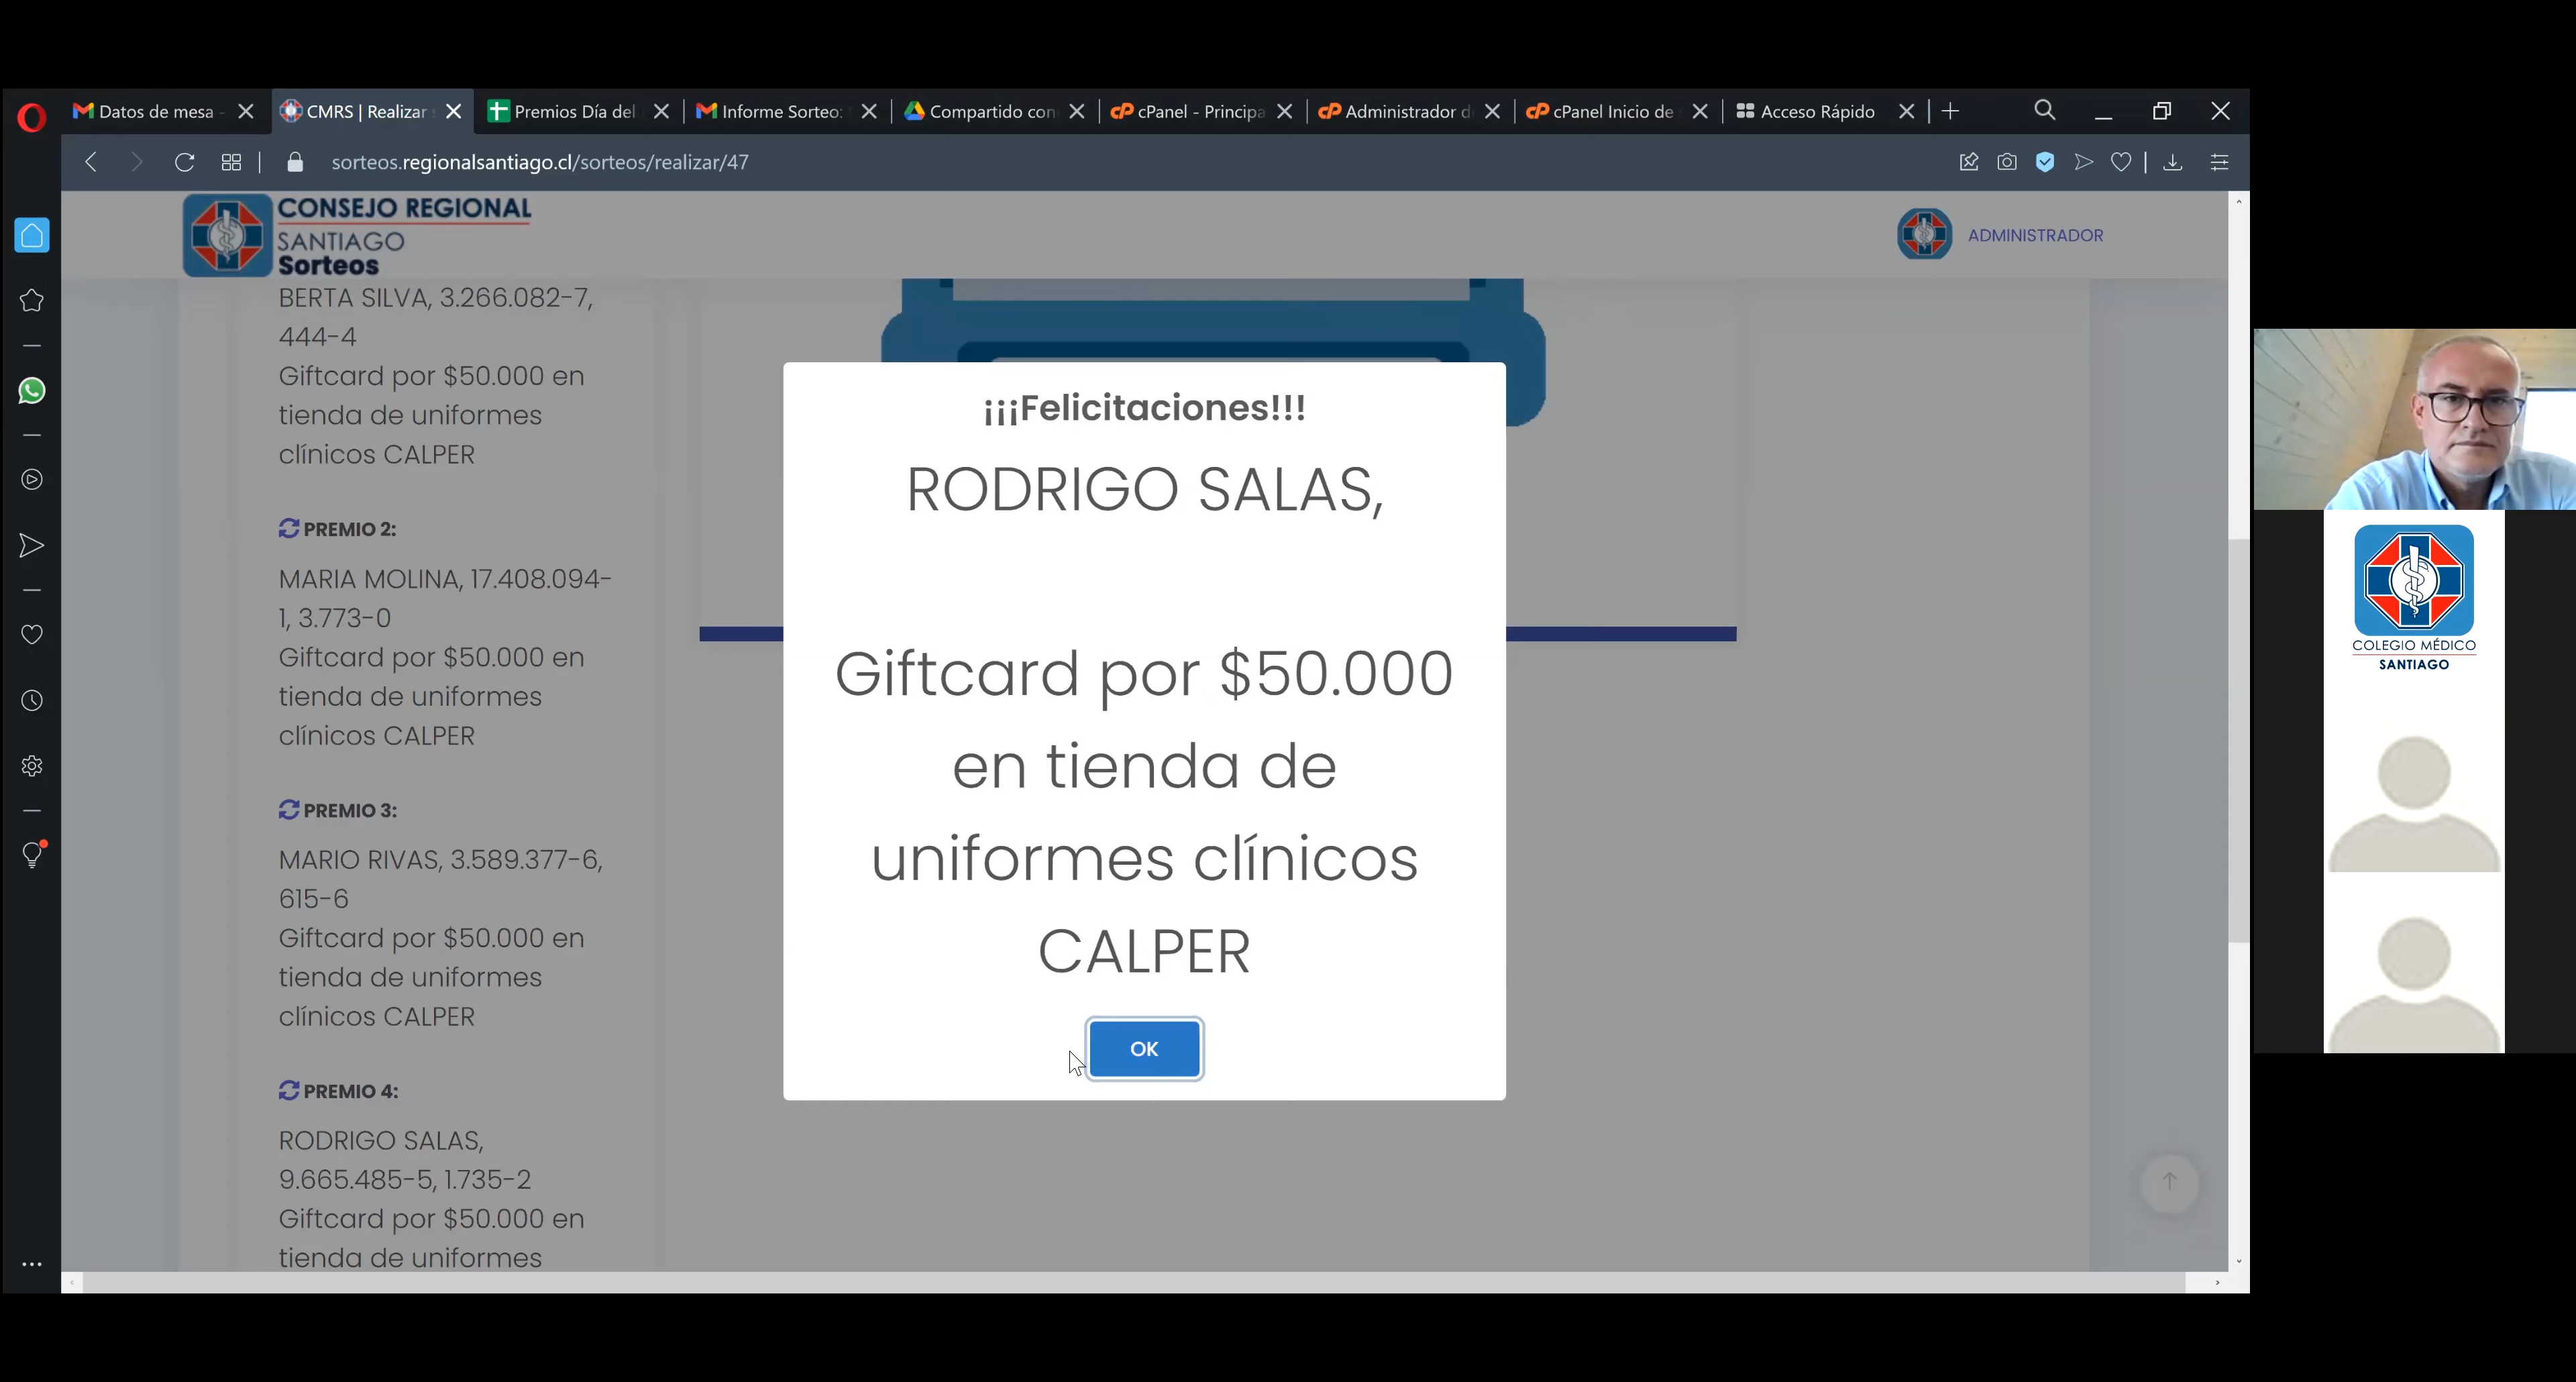 Datos de mesa -
CMRS | Realizar
Premios Día del
Informe Sorteo:
Compartido con
cPanel - Principa
Administrador d
cPanel Inicio de
Acceso Rápido
sorteos.regionalsantiago.cl/sorteos/realizar/47
CONSEJO REGIONAL
SANTIAGO
Sorteos
ADMINISTRADOR
BERTA SILVA, 3.266.082-7,
444-4
Giftcard por $50.000 en
tienda de uniformes
clínicos CALPER
PREMIO 2:
MARIA MOLINA, 17.408.094-
1, 3.773-0
Giftcard por $50.000 en
tienda de uniformes
clínicos CALPER
PREMIO 3:
MARIO RIVAS, 3.589.377-6,
615-6
Giftcard por $50.000 en
tienda de uniformes
clínicos CALPER
PREMIO 4:
RODRIGO SALAS,
9.665.485-5, 1.735-2
Giftcard por $50.000 en
tienda de uniformes
¡¡¡Felicitaciones!!!
RODRIGO SALAS,
Giftcard por $50.000
en tienda de
uniformes clínicos
CALPER
OK
COLEGIO MÉDICO
SANTIAGO